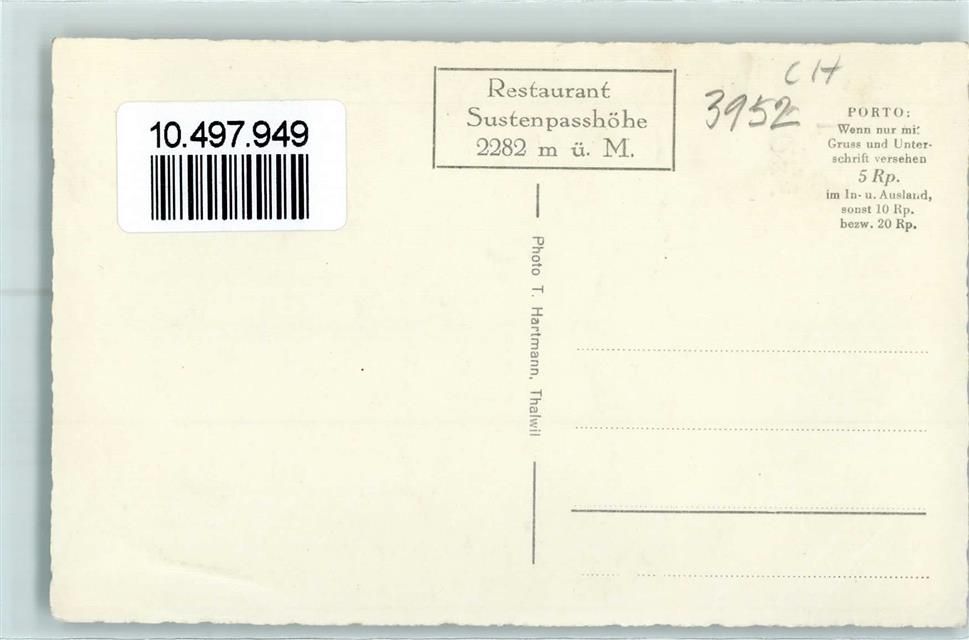 10.497.949
Restaurant
Sustenpasshöhe
2282 m ü. M.
CH
3952
PORTO:
Wenn nur mit
Gruss und Unter-
schrift versehen
5 Rp.
im In- u. Ausland,
sonst 10 Rp.
bezw. 20 Rp.
Photo T. Hartmann, Thalwil